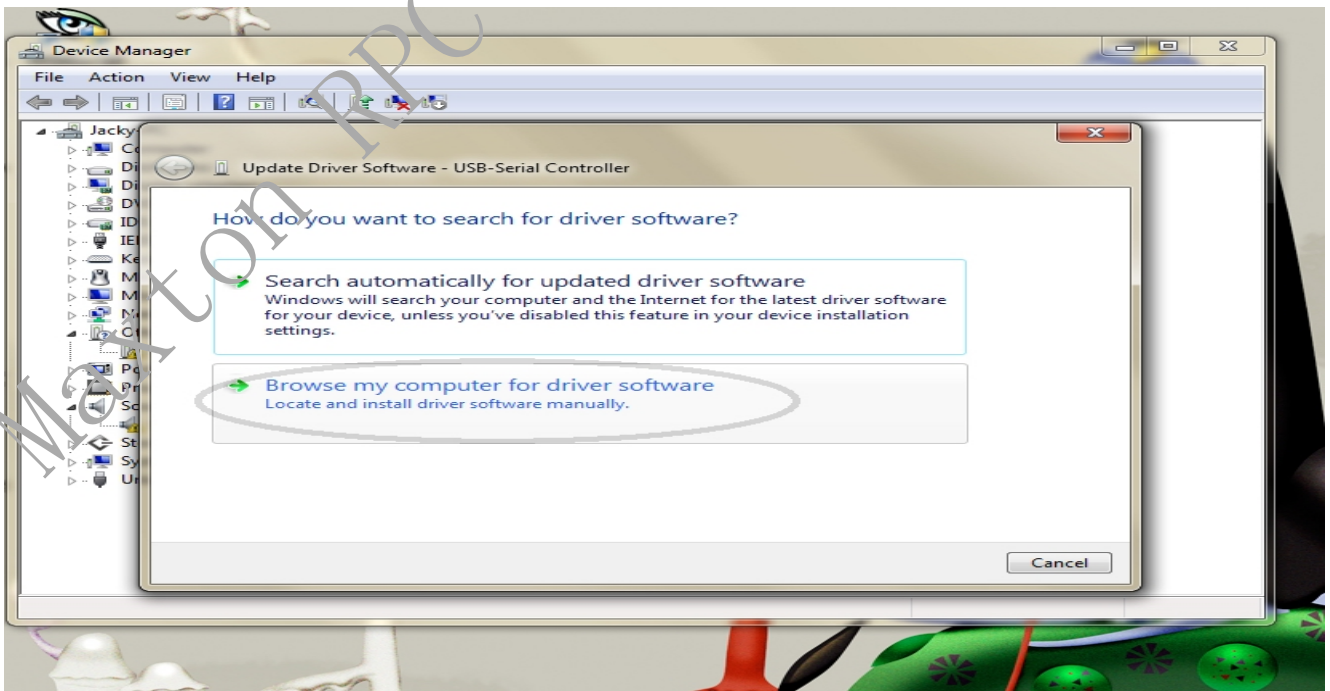 Device Manager
File Action View Help
Jacky
Update Driver Software - USB-Serial Controller
How do you want to search for driver software?
Search automatically for updated driver software
Windows will search your computer and the Internet for the latest driver software
for your device, unless you've disabled this feature in your device installation
settings.
Browse my computer for driver software
Locate and install driver software manually.
Cancel
Maxton RPC